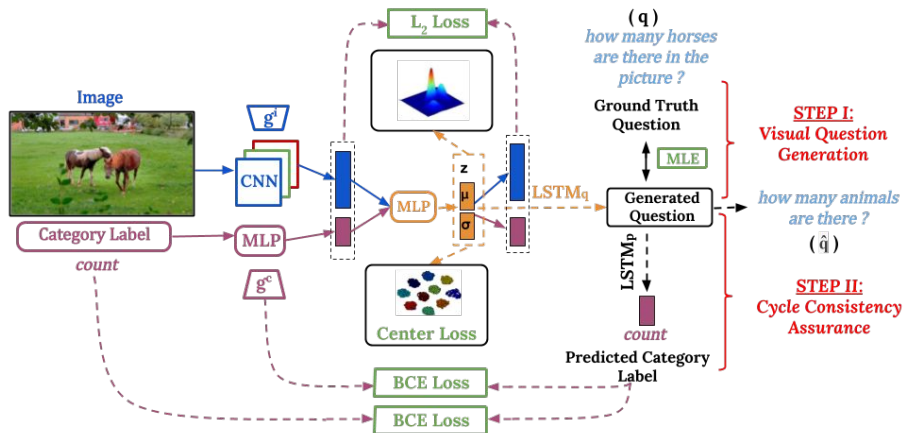 L₂ Loss
( q )
how many horses
are there in the
picture ?
Image
gⁱ
Ground Truth
Question
STEP I:
Visual Question
Generation
MLE
CNN
z
μ
σ
MLP
LSTMq
Generated
Question
how many animals
are there ?
( q̂ )
Category Label
MLP
count
gᶜ
Center Loss
LSTMp
count
Predicted Category
Label
STEP II:
Cycle Consistency
Assurance
BCE Loss
BCE Loss